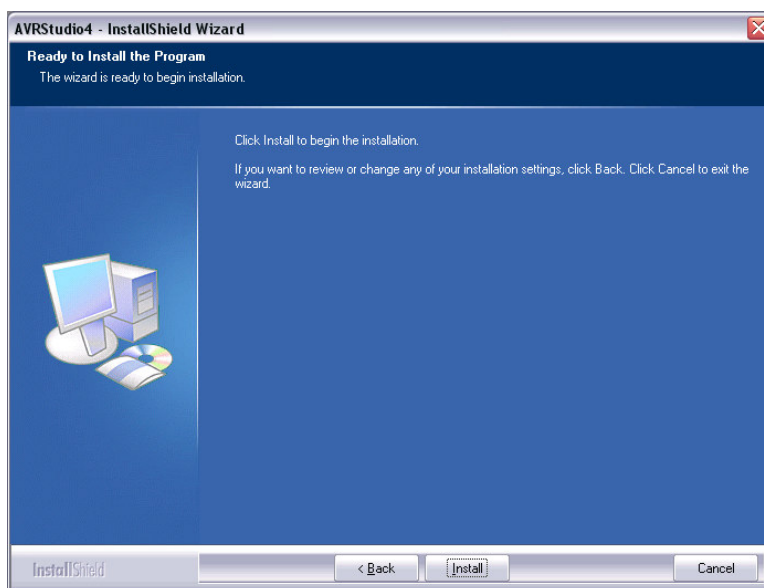 AVRStudio4 - InstallShield Wizard
Ready to Install the Program
The wizard is ready to begin installation.
Click Install to begin the installation.
If you want to review or change any of your installation settings, click Back. Click Cancel to exit the
wizard.
InstallShield
< Back
Install
Cancel